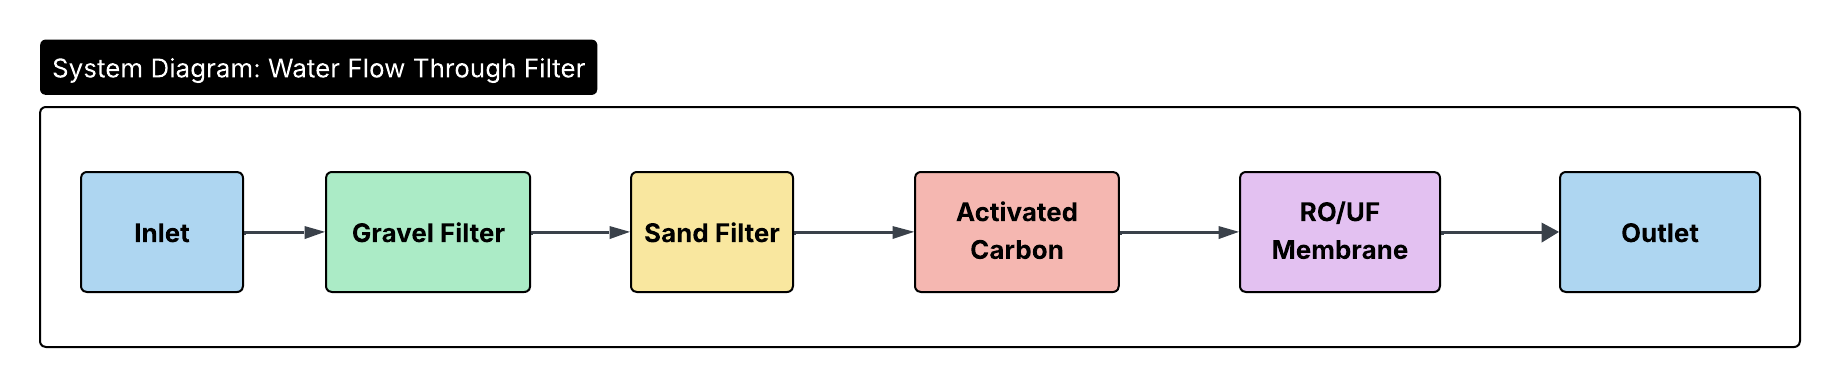 System Diagram: Water Flow Through Filter
Inlet
Gravel Filter
Sand Filter
Activated
Carbon
RO/UF
Membrane
Outlet